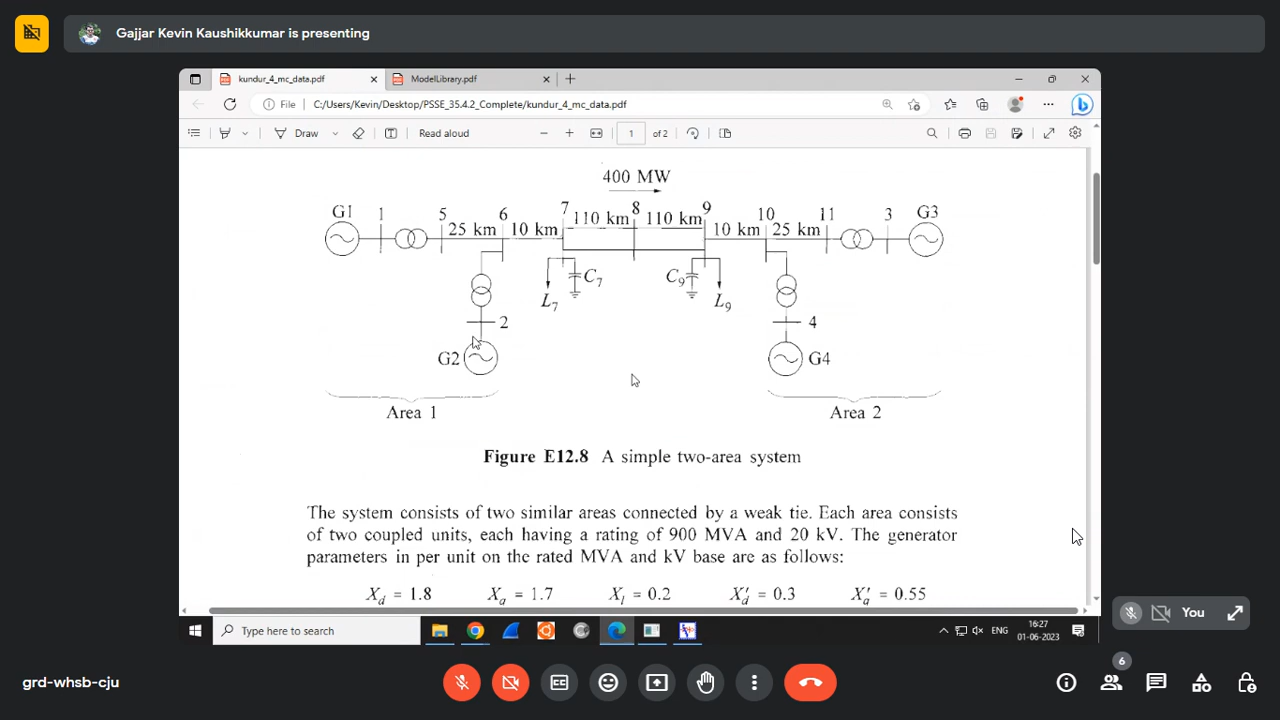 Gajjar Kevin Kaushikkumar is presenting
kundur_4_mc_data.pdf
ModelLibrary.pdf
File C:/Users/Kevin/Desktop/PSSE_35.4.2_Complete/kundur_4_mc_data.pdf
Draw Read aloud 1 of 2
400 MW
G1 1 5 25 km 6 10 km 7 110 km 8 110 km 9 10 km 10 25 km 11 3 G3
C₇ C₉
L₇ L₉
2 4
G2 G4
Area 1 Area 2
Figure E12.8 A simple two-area system
The system consists of two similar areas connected by a weak tie. Each area consists
of two coupled units, each having a rating of 900 MVA and 20 kV. The generator
parameters in per unit on the rated MVA and kV base are as follows:
X_d = 1.8 X_q = 1.7 X_l = 0.2 X'_d = 0.3 X'_q = 0.55
You
Type here to search
ENG
16:27
01-06-2023
6
grd-whsb-cju